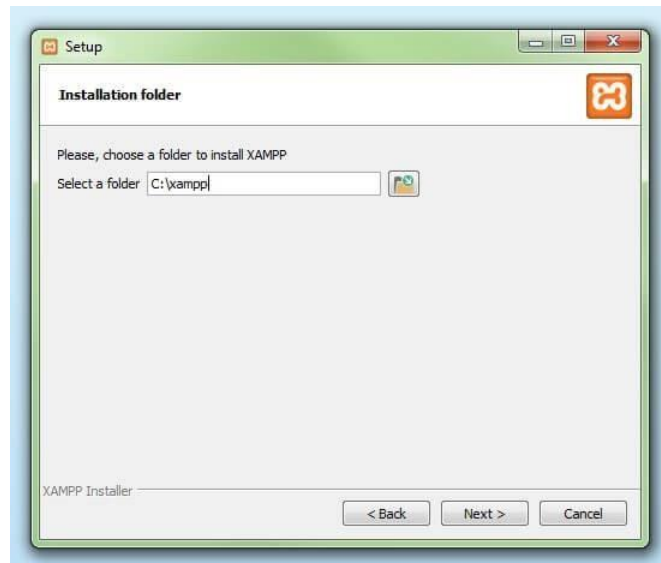 Setup
Installation folder
Please, choose a folder to install XAMPP
Select a folder C:\xampp
XAMPP Installer
< Back Next > Cancel